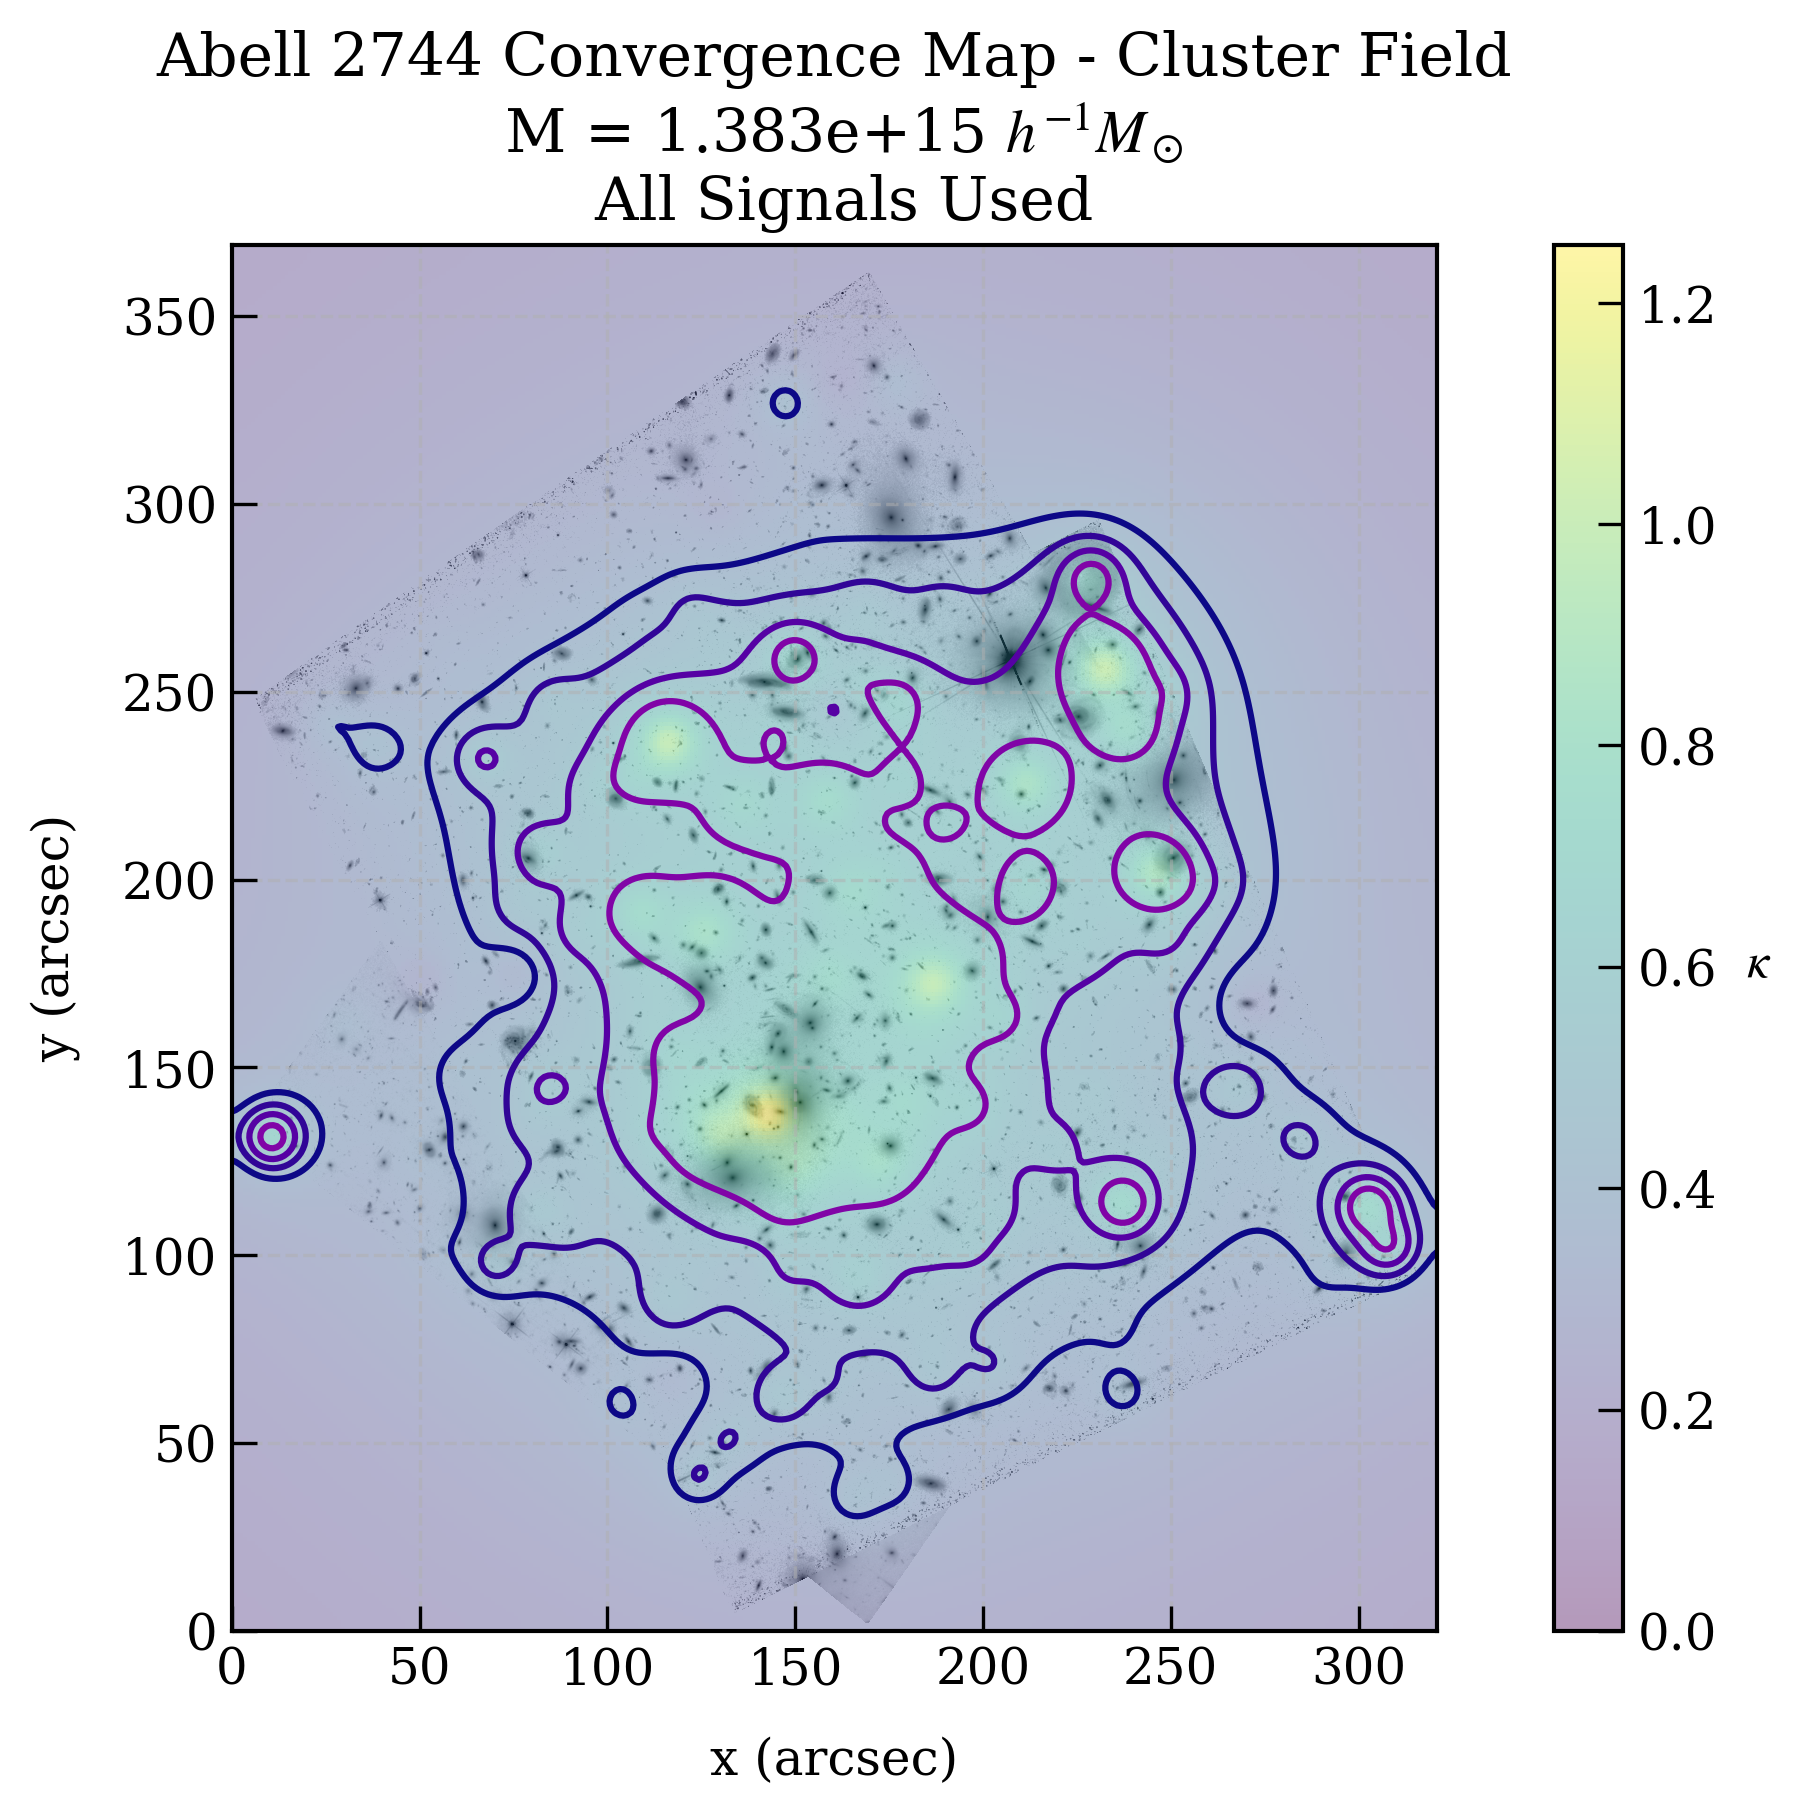 Abell 2744 Convergence Map - Cluster Field
M = 1.383e+15 h⁻¹M⊙
All Signals Used
350
300
250
200
150
100
50
0
y (arcsec)
0 50 100 150 200 250 300
x (arcsec)
1.2
1.0
0.8
0.6
0.4
0.2
0.0
κ